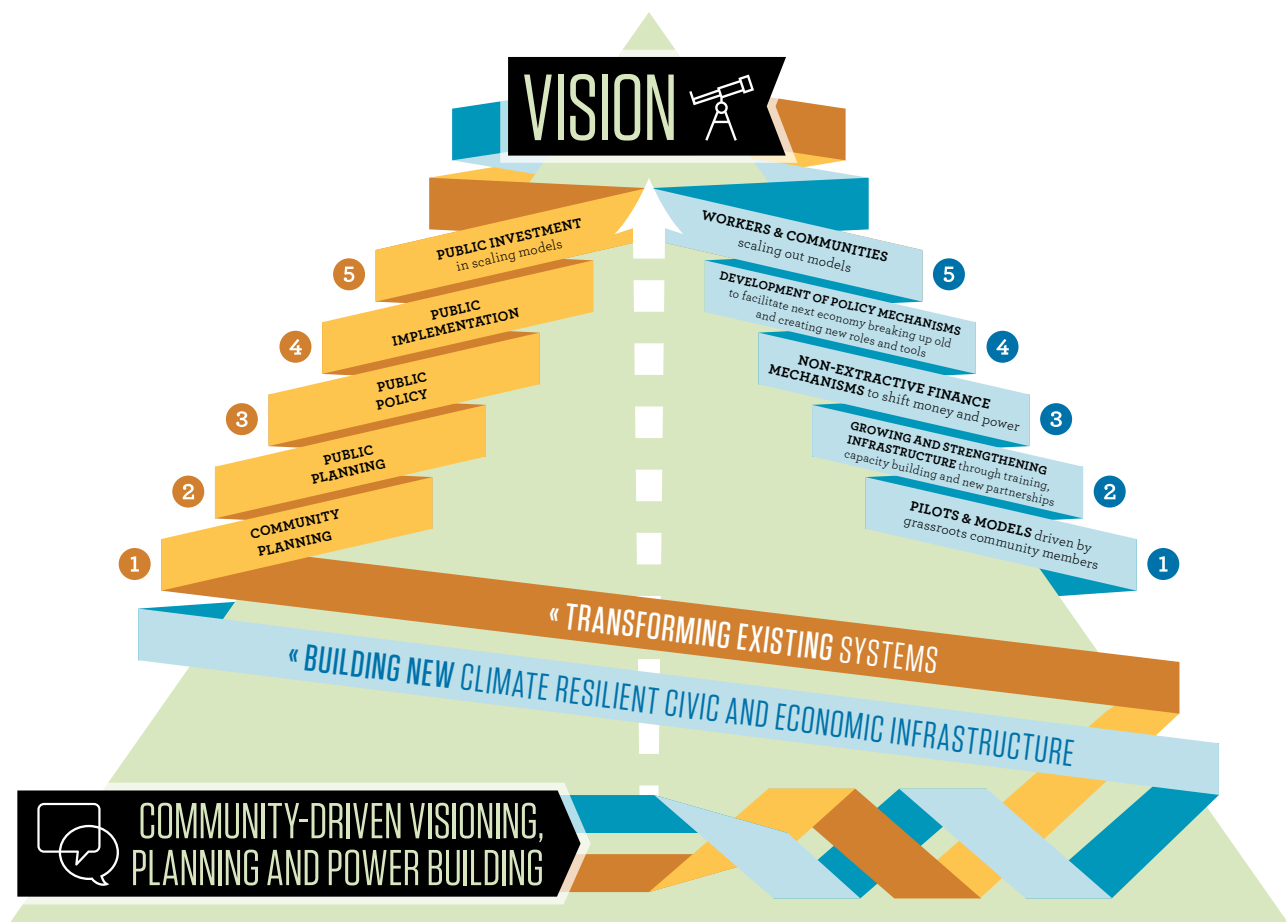 VISION
PUBLIC INVESTMENT
in scaling models
5
PUBLIC
IMPLEMENTATION
4
PUBLIC
POLICY
3
PUBLIC
PLANNING
2
COMMUNITY
PLANNING
1
WORKERS & COMMUNITIES
scaling out models
5
DEVELOPMENT OF POLICY MECHANISMS
to facilitate next economy breaking up old
and creating new roles and tools
4
NON-EXTRACTIVE FINANCE
MECHANISMS to shift money and power
3
GROWING AND STRENGTHENING
INFRASTRUCTURE through training,
capacity building and new partnerships
2
PILOTS & MODELS driven by
grassroots community members
1
« TRANSFORMING EXISTING SYSTEMS
« BUILDING NEW CLIMATE RESILIENT CIVIC AND ECONOMIC INFRASTRUCTURE
COMMUNITY-DRIVEN VISIONING,
PLANNING AND POWER BUILDING